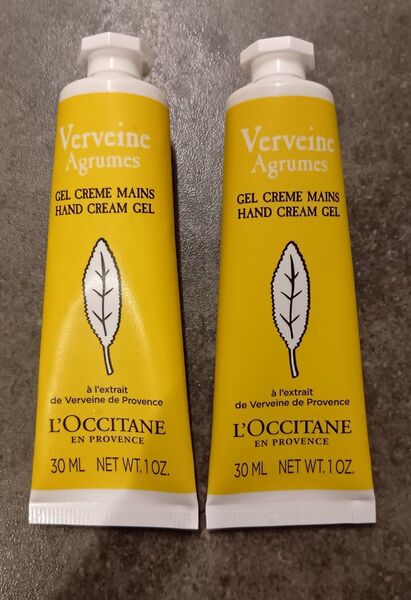 Verveine
Agrumes
GEL CREME MAINS
HAND CREAM GEL
à l'extrait
de Verveine de Provence
L'OCCITANE
EN PROVENCE
30 ML NET WT. 1 OZ.
Verveine
Agrumes
GEL CREME MAINS
HAND CREAM GEL
à l'extrait
de Verveine de Provence
L'OCCITANE
EN PROVENCE
30 ML NET WT. 1 OZ.